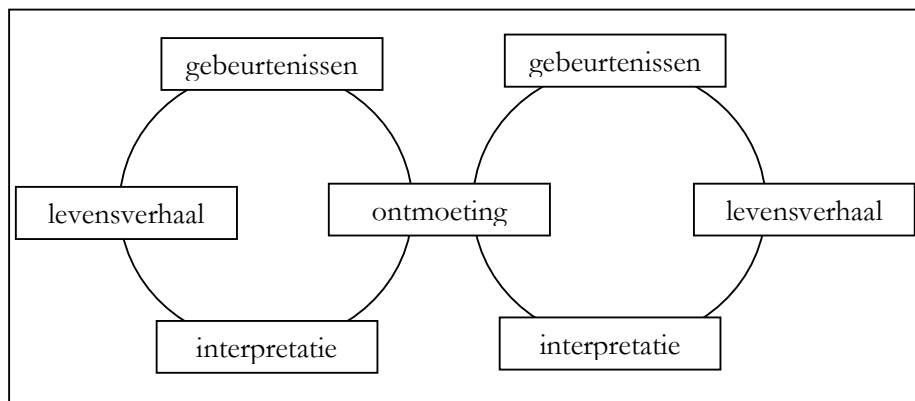 gebeurtenissen
gebeurtenissen
levensverhaal
ontmoeting
levensverhaal
interpretatie
interpretatie